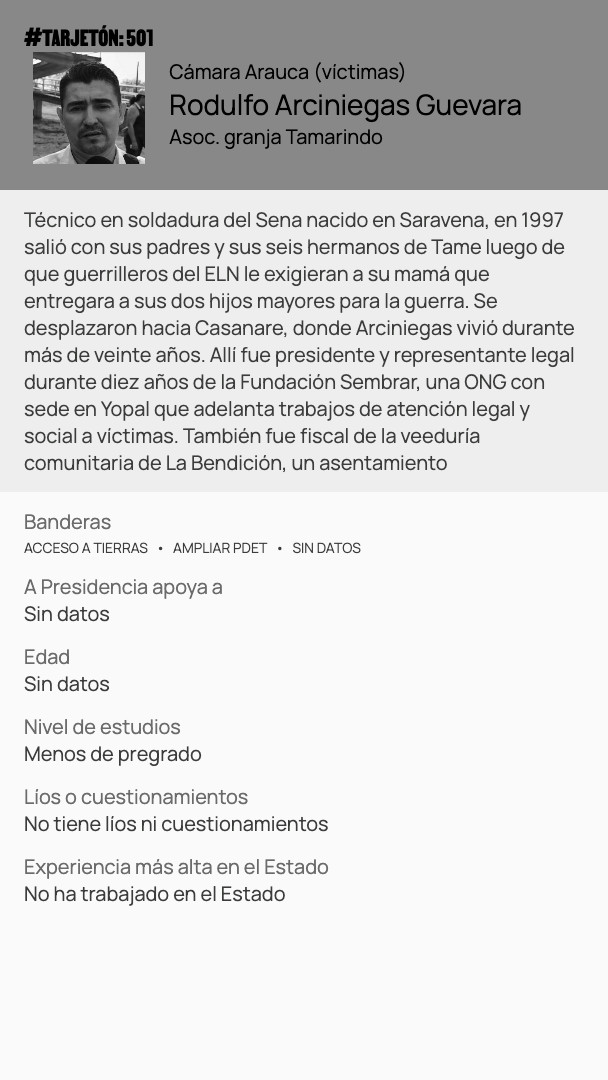 #TARJETÓN: 501
Cámara Arauca (víctimas)
Rodulfo Arciniegas Guevara
Asoc. granja Tamarindo
Técnico en soldadura del Sena nacido en Saravena, en 1997
salió con sus padres y sus seis hermanos de Tame luego de
que guerrilleros del ELN le exigieran a su mamá que
entregara a sus dos hijos mayores para la guerra. Se
desplazaron hacia Casanare, donde Arciniegas vivió durante
más de veinte años. Allí fue presidente y representante legal
durante diez años de la Fundación Sembrar, una ONG con
sede en Yopal que adelanta trabajos de atención legal y
social a víctimas. También fue fiscal de la veeduría
comunitaria de La Bendición, un asentamiento
Banderas
ACCESO A TIERRAS • AMPLIAR PDET • SIN DATOS
A Presidencia apoya a
Sin datos
Edad
Sin datos
Nivel de estudios
Menos de pregrado
Líos o cuestionamientos
No tiene líos ni cuestionamientos
Experiencia más alta en el Estado
No ha trabajado en el Estado